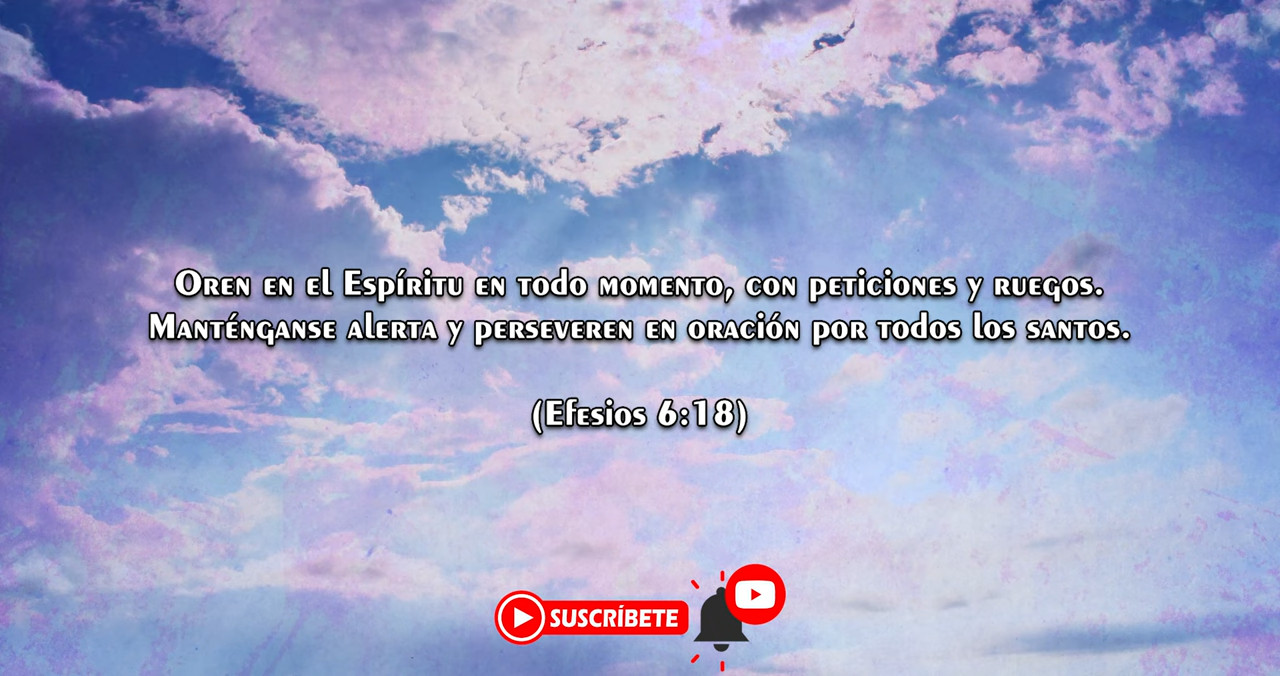 Oren en el Espíritu en todo momento, con peticiones y ruegos.
Manténganse alerta y perseveren en oración por todos los santos.
(Efesios 6:18)
SUSCRÍBETE